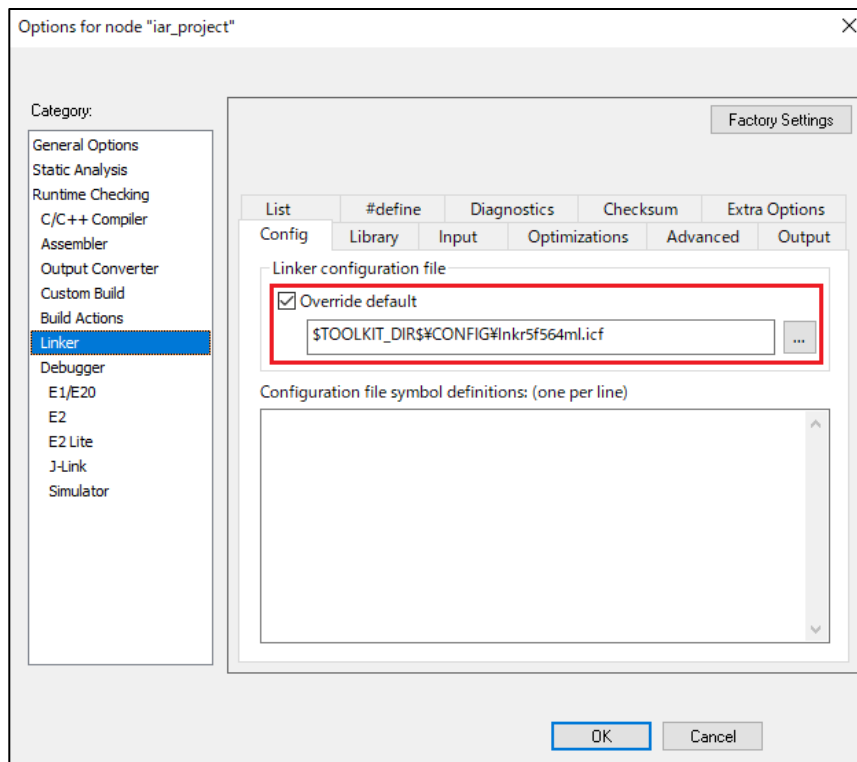 Options for node "iar_project"
Category:
General Options
Static Analysis
Runtime Checking
C/C++ Compiler
Assembler
Output Converter
Custom Build
Build Actions
Linker
Debugger
E1/E20
E2
E2 Lite
J-Link
Simulator
Factory Settings
List #define Diagnostics Checksum Extra Options
Config Library Input Optimizations Advanced Output
Linker configuration file
Override default
$TOOLKIT_DIR$¥CONFIG¥lnkr5f564ml.icf
...
Configuration file symbol definitions: (one per line)
OK Cancel